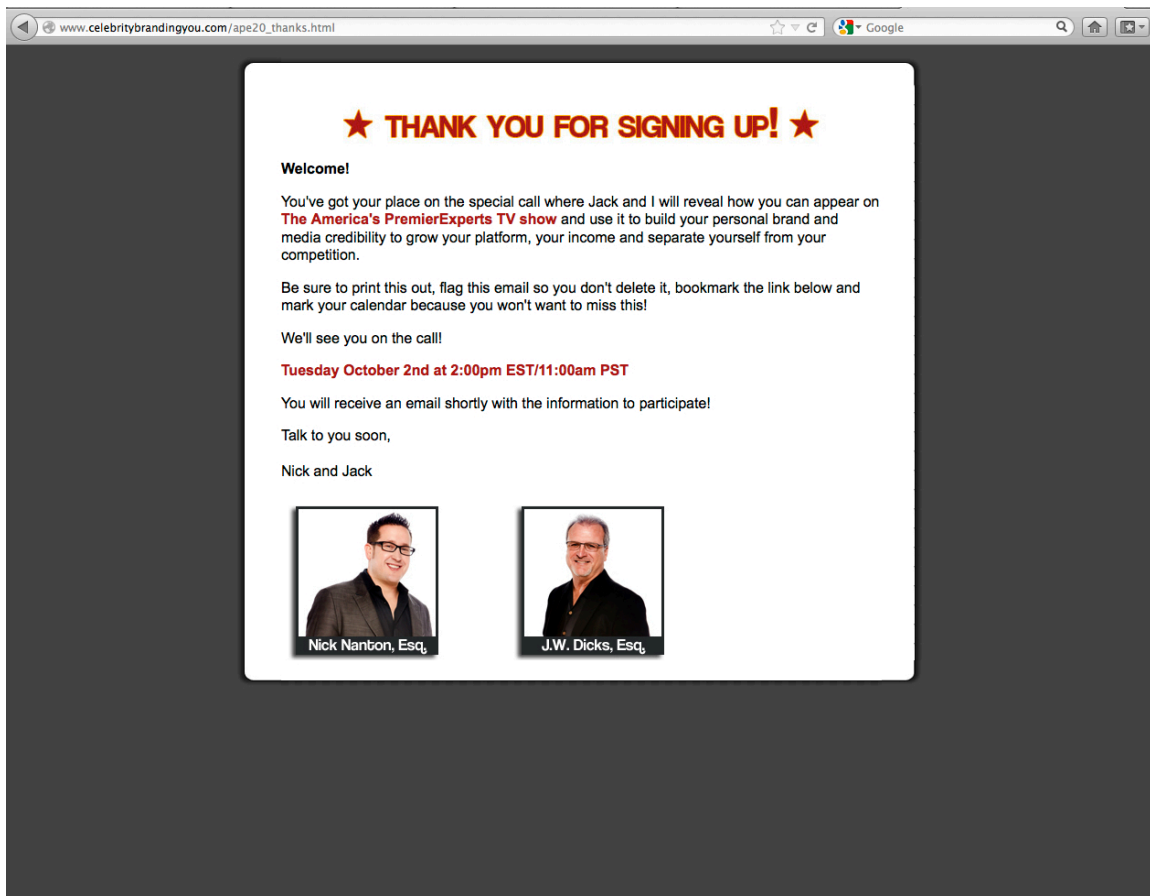 www.celebritybrandingyou.com/ape20_thanks.html
Google
★ THANK YOU FOR SIGNING UP! ★
Welcome!
You've got your place on the special call where Jack and I will reveal how you can appear on
The America's PremierExperts TV show and use it to build your personal brand and
media credibility to grow your platform, your income and separate yourself from your
competition.
Be sure to print this out, flag this email so you don't delete it, bookmark the link below and
mark your calendar because you won't want to miss this!
We'll see you on the call!
Tuesday October 2nd at 2:00pm EST/11:00am PST
You will receive an email shortly with the information to participate!
Talk to you soon,
Nick and Jack
Nick Nanton, Esq.
J.W. Dicks, Esq.